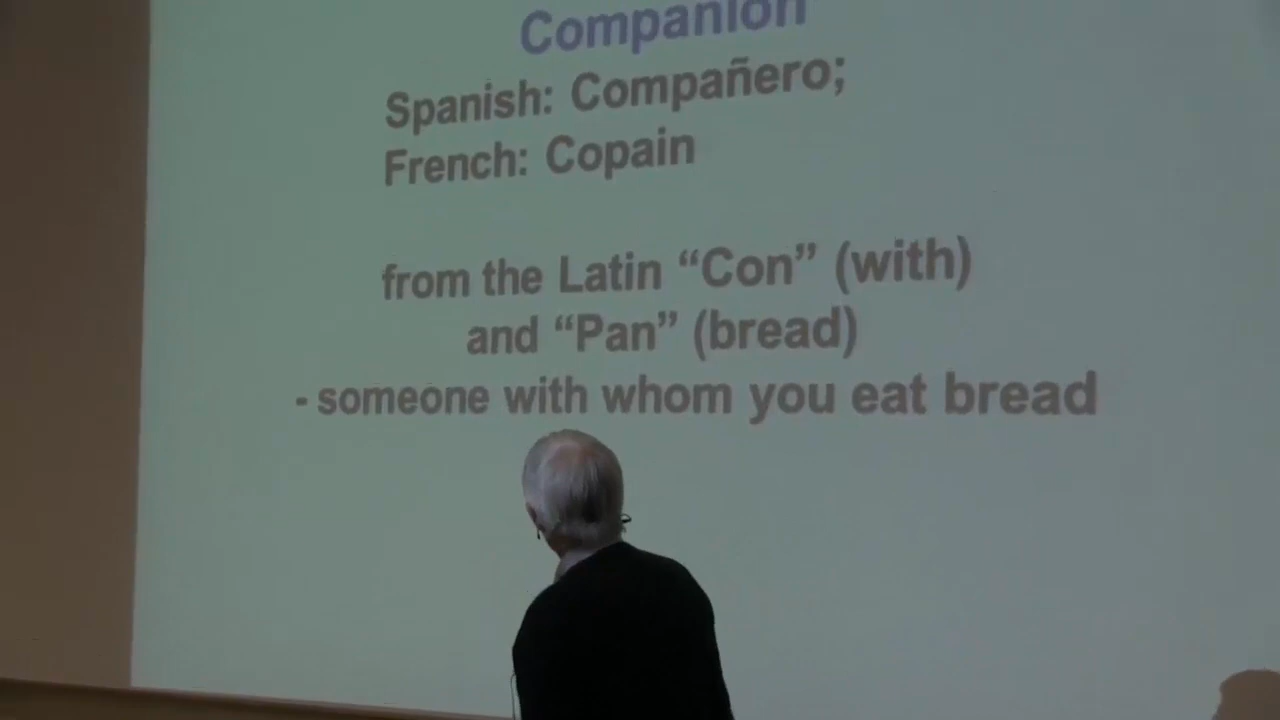 Companion
Spanish: Compañero;
French: Copain
from the Latin “Con” (with)
and “Pan” (bread)
- someone with whom you eat bread